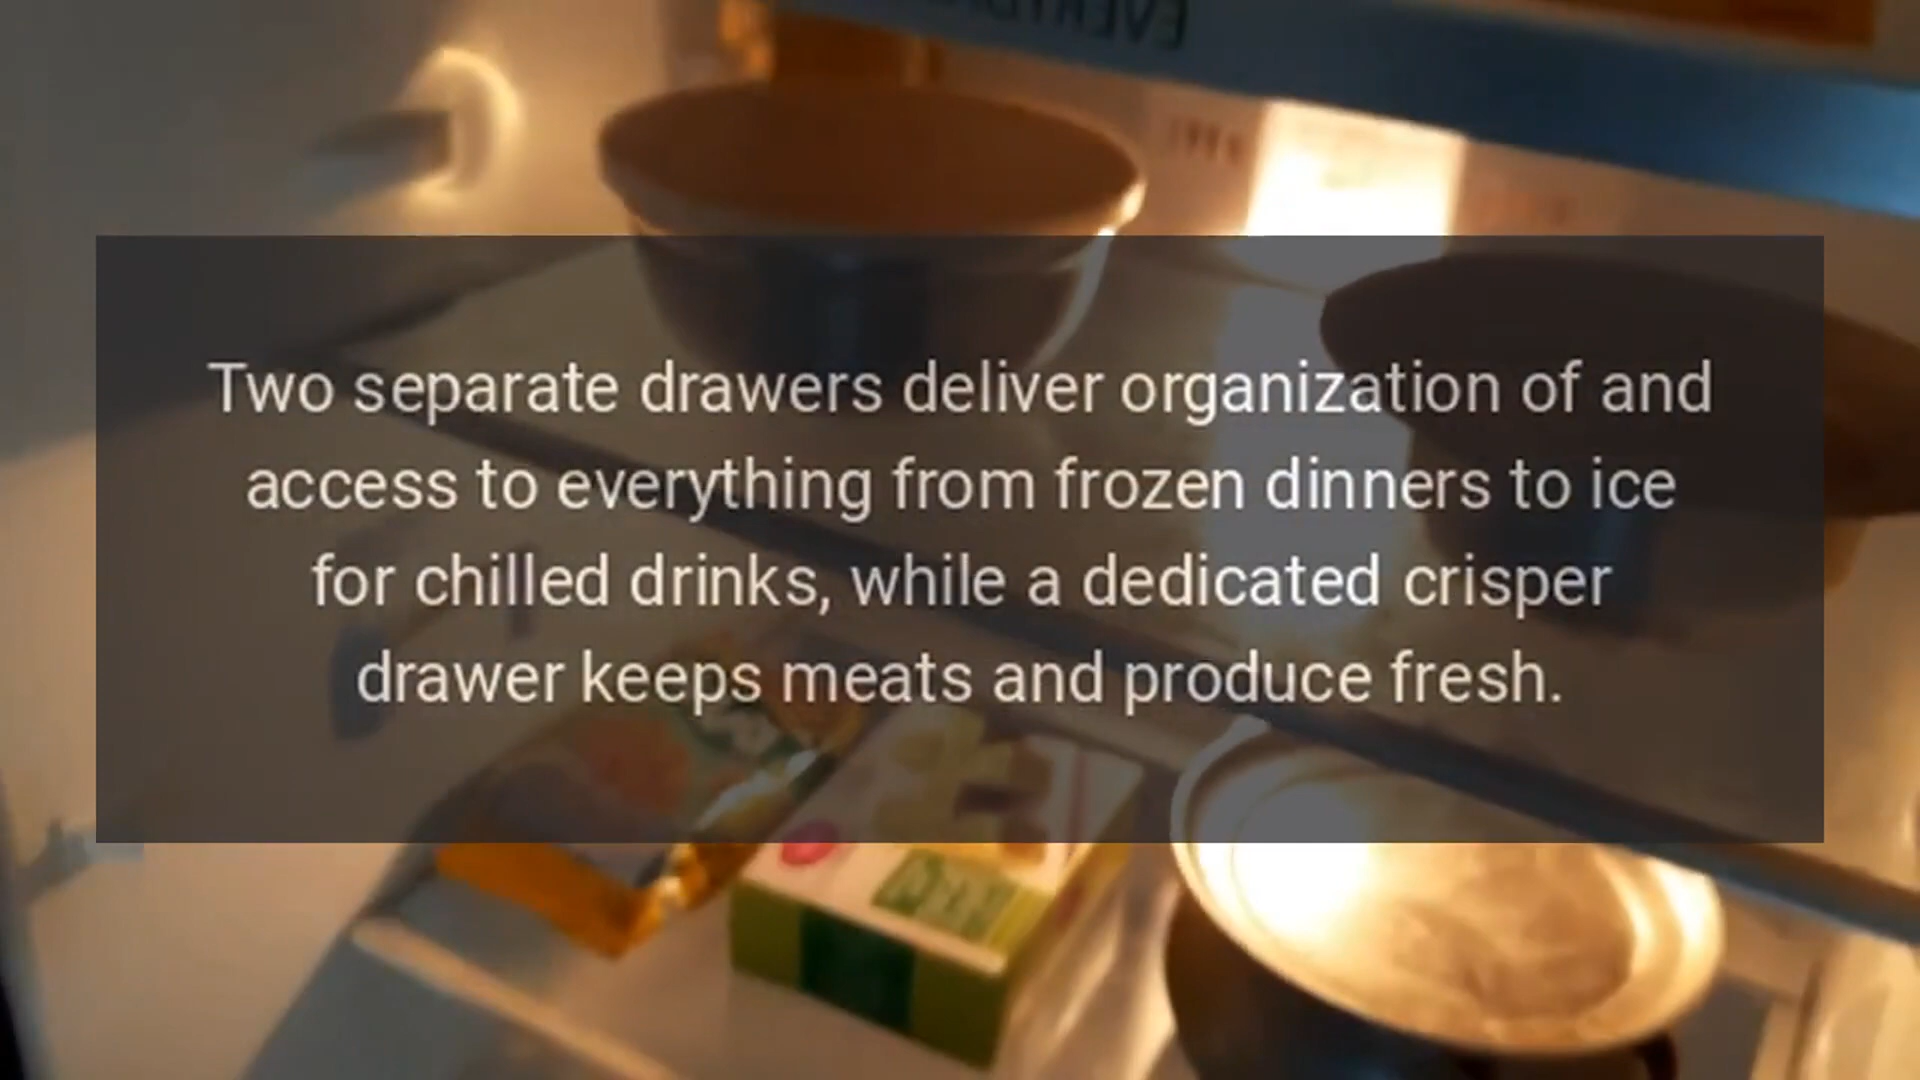 EVERYDAY
Two separate drawers deliver organization of and
access to everything from frozen dinners to ice
for chilled drinks, while a dedicated crisper
drawer keeps meats and produce fresh.